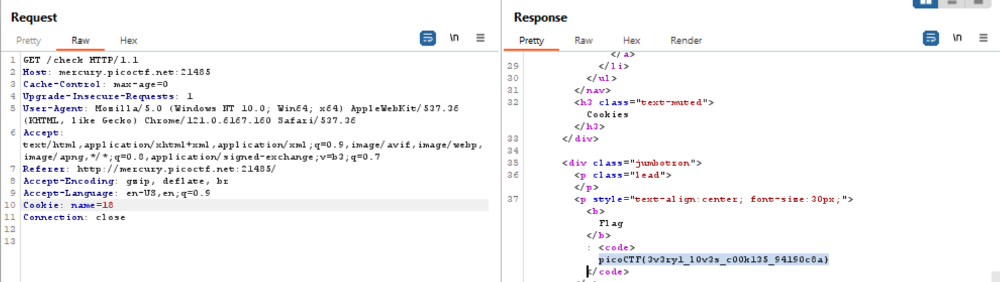 Request
Pretty Raw Hex \n
1 GET /check HTTP/1.1
2 Host: mercury.picoctf.net:21485
3 Cache-Control: max-age=0
4 Upgrade-Insecure-Requests: 1
5 User-Agent: Mozilla/5.0 (Windows NT 10.0; Win64; x64) AppleWebKit/537.36
(KHTML, like Gecko) Chrome/121.0.6167.160 Safari/537.36
6 Accept:
text/html,application/xhtml+xml,application/xml;q=0.9,image/avif,image/webp,
image/apng,*/*;q=0.8,application/signed-exchange;v=b3;q=0.7
7 Referer: http://mercury.picoctf.net:21485/
8 Accept-Encoding: gzip, deflate, br
9 Accept-Language: en-US,en;q=0.9
10 Cookie: name=18
11 Connection: close
12
13
Response
Pretty Raw Hex Render \n
</a>
29 </li>
30 </ul>
31 </nav>
32 <h3 class="text-muted">
Cookies
</h3>
33 </div>
34
35 <div class="jumbotron">
36 <p class="lead">
</p>
37 <p style="text-align:center; font-size:30px;">
<b>
Flag
</b>
: <code>
picoCTF{3v3ry1_l0v3s_c00k135_94190c8a}
</code>